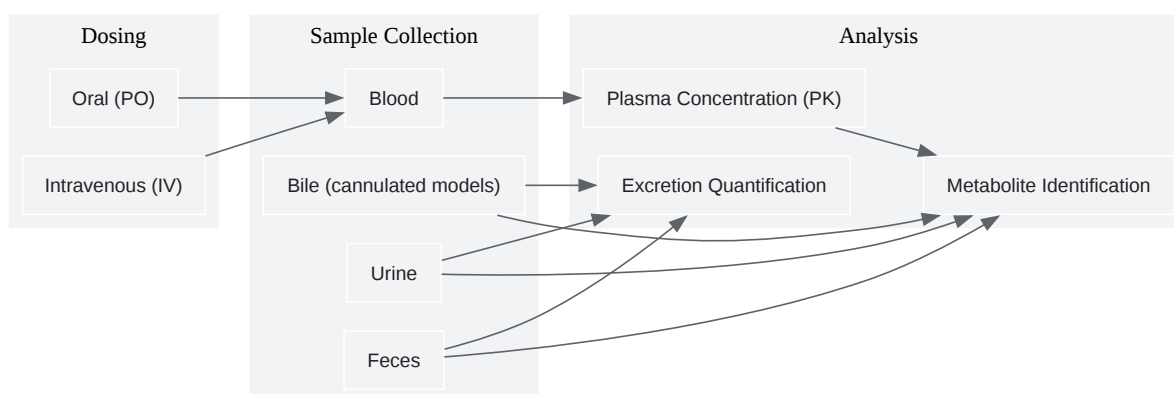 Dosing
Sample Collection
Analysis
Oral (PO)
Blood
Plasma Concentration (PK)
Intravenous (IV)
Bile (cannulated models)
Excretion Quantification
Metabolite Identification
Urine
Feces